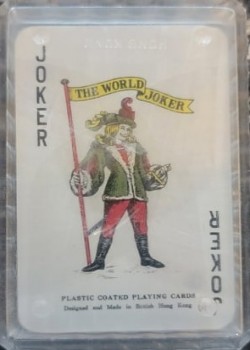 JOKER
THE WORLD JOKER
PLASTIC COATED PLAYING CARDS
Designed and Made in British Hong Kong
JOKER